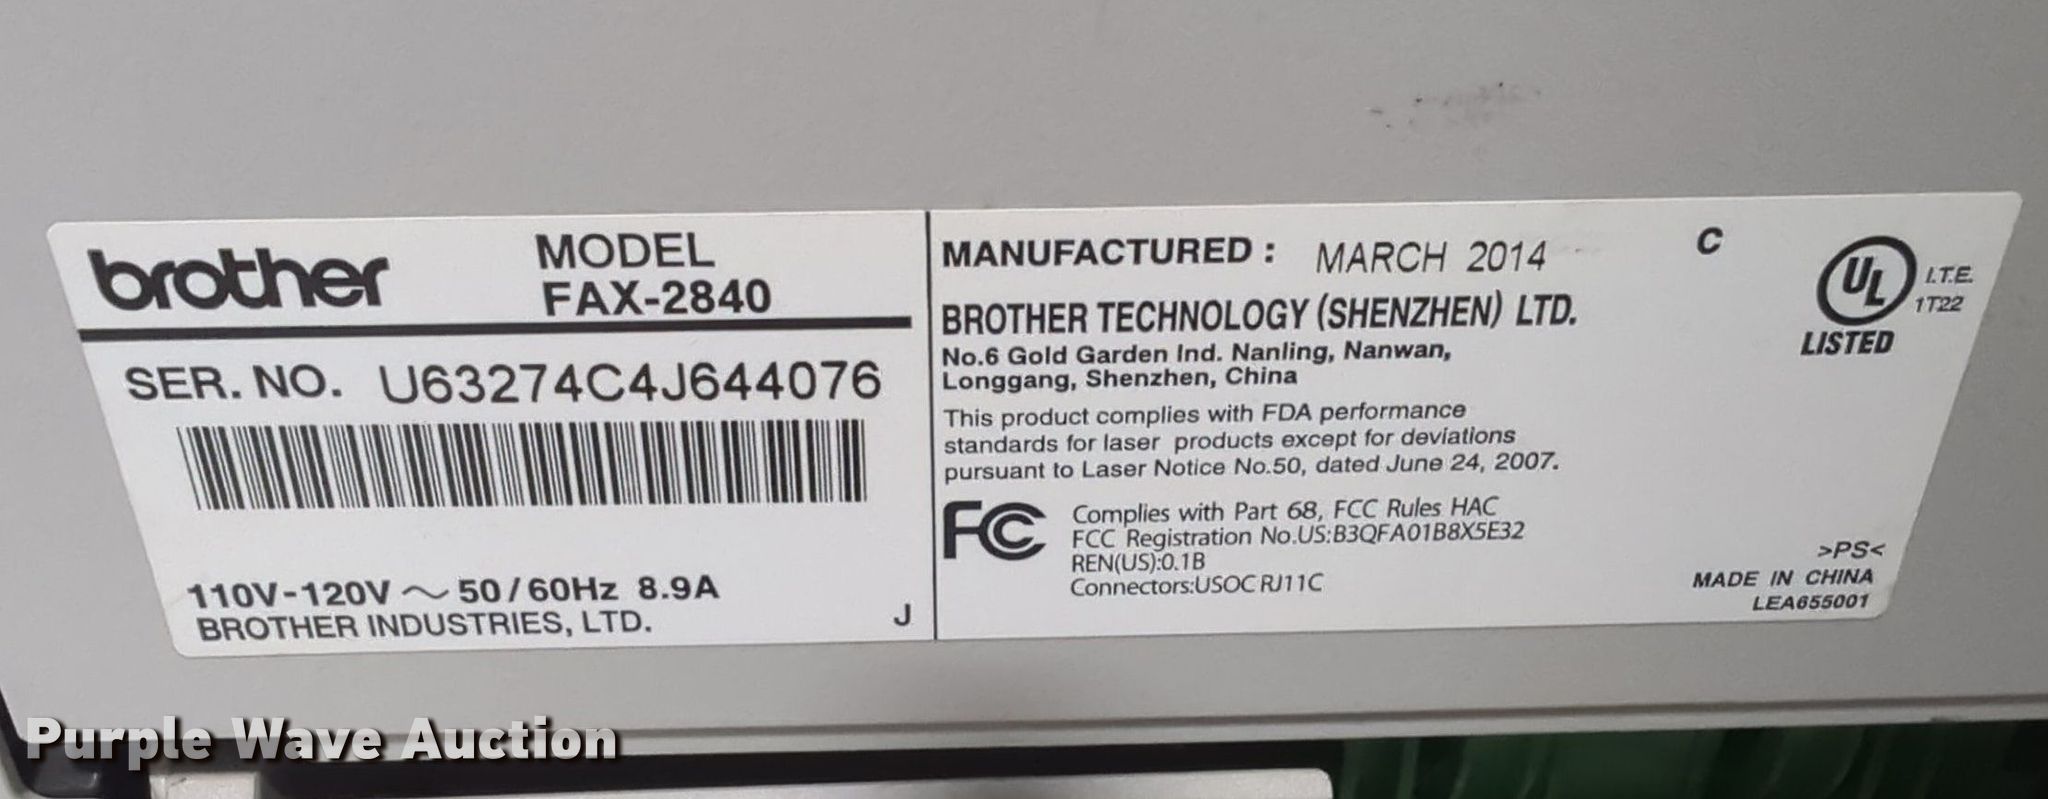 brother
MODEL
FAX-2840
SER. NO. U63274C4J644076
110V-120V ～ 50/60Hz 8.9A
BROTHER INDUSTRIES, LTD.
J
MANUFACTURED : MARCH 2014
C
BROTHER TECHNOLOGY (SHENZHEN) LTD.
No.6 Gold Garden Ind. Nanling, Nanwan,
Longgang, Shenzhen, China
This product complies with FDA performance
standards for laser products except for deviations
pursuant to Laser Notice No.50, dated June 24, 2007.
FC
Complies with Part 68, FCC Rules HAC
FCC Registration No.US:B3QFA01B8X5E32
REN(US):0.1B
Connectors:USOC RJ11C
UL
LISTED
I.T.E.
1T22
>PS<
MADE IN CHINA
LEA655001
Purple Wave Auction